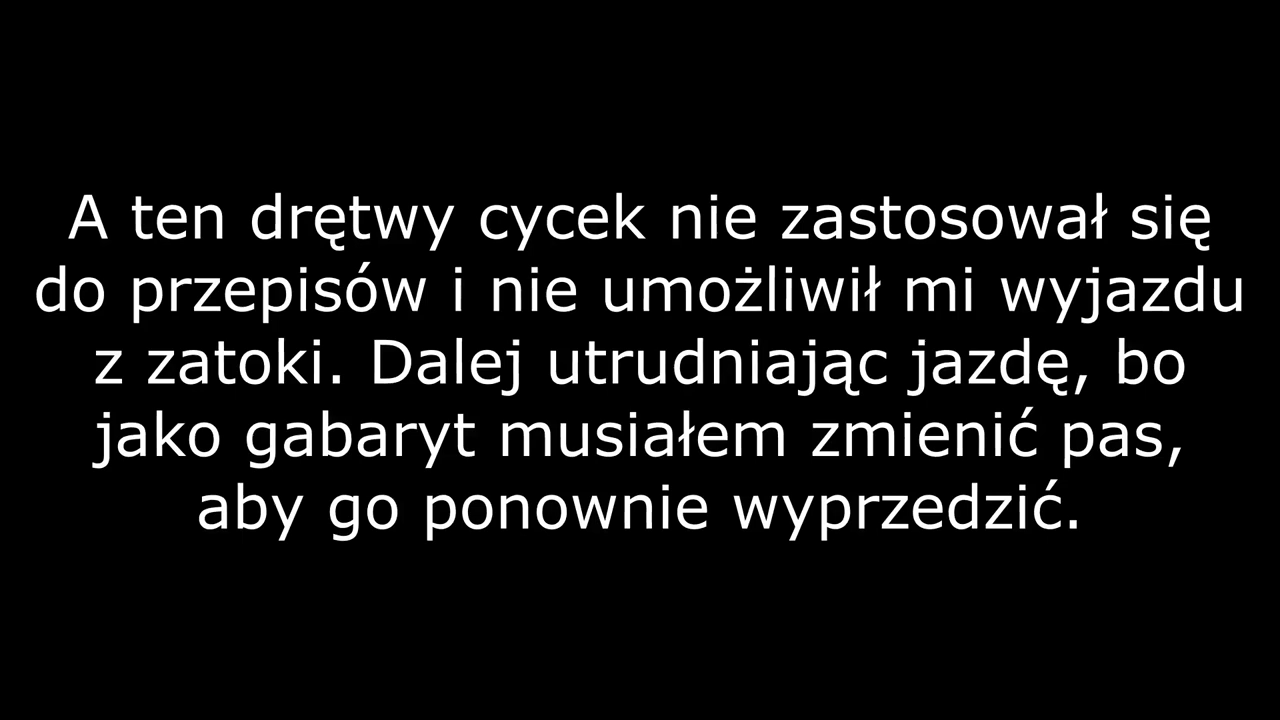 A ten drętwy cycek nie zastosował się
do przepisów i nie umożliwił mi wyjazdu
z zatoki. Dalej utrudniając jazdę, bo
jako gabaryt musiałem zmienić pas,
aby go ponownie wyprzedzić.